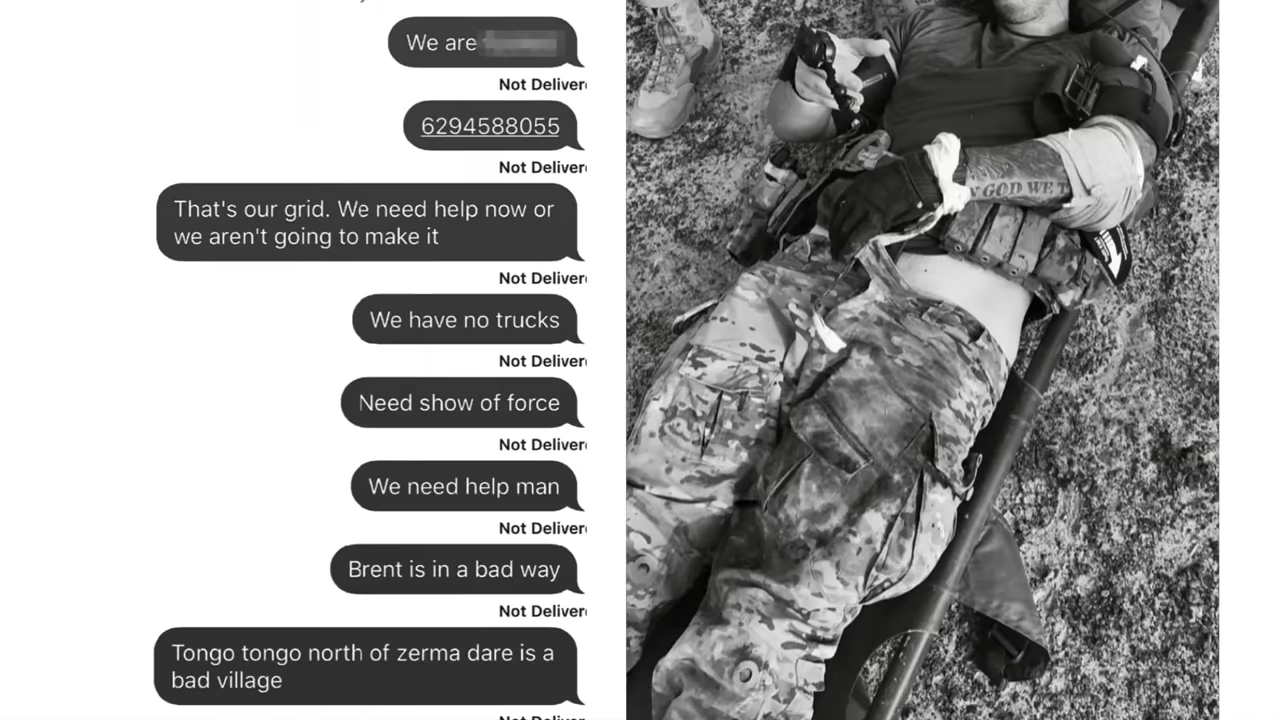 We are
Not Deliver
6294588055
Not Deliver
That's our grid. We need help now or
we aren't going to make it
Not Deliver
We have no trucks
Not Deliver
Need show of force
Not Deliver
We need help man
Not Deliver
Brent is in a bad way
Not Deliver
Tongo tongo north of zerma dare is a
bad village
Not Deliver
GOD WE T